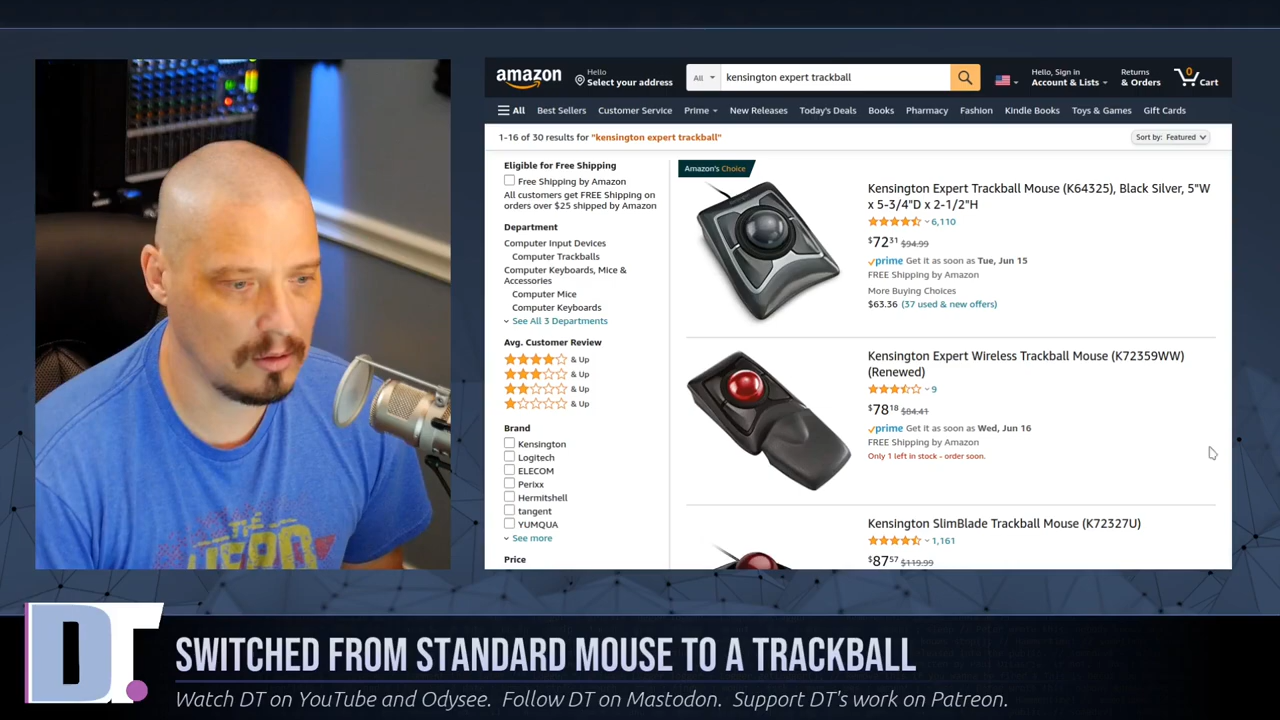 amazon
Hello
Select your address
All
kensington expert trackball
Hello, Sign in
Account & Lists
Returns
& Orders
0
Cart
All
Best Sellers
Customer Service
Prime
New Releases
Today's Deals
Books
Pharmacy
Fashion
Kindle Books
Toys & Games
Gift Cards
1-16 of 30 results for "kensington expert trackball"
Sort by: Featured
Eligible for Free Shipping
Free Shipping by Amazon
All customers get FREE Shipping on
orders over $25 shipped by Amazon
Department
Computer Input Devices
Computer Trackballs
Computer Keyboards, Mice &
Accessories
Computer Mice
Computer Keyboards
See All 3 Departments
Avg. Customer Review
& Up
& Up
& Up
& Up
Brand
Kensington
Logitech
ELECOM
Perixx
Hermitshell
tangent
YUMQUA
See more
Price
Amazon's Choice
Kensington Expert Trackball Mouse (K64325), Black Silver, 5"W
x 5-3/4"D x 2-1/2"H
6,110
$7231 $94.99
prime Get it as soon as Tue, Jun 15
FREE Shipping by Amazon
More Buying Choices
$63.36 (37 used & new offers)
Kensington Expert Wireless Trackball Mouse (K72359WW)
(Renewed)
9
$7818 $84.41
prime Get it as soon as Wed, Jun 16
FREE Shipping by Amazon
Only 1 left in stock - order soon.
Kensington SlimBlade Trackball Mouse (K72327U)
1,161
$8757 $119.99
THE
HERD
DT.
SWITCHED FROM STANDARD MOUSE TO A TRACKBALL
Watch DT on YouTube and Odysee. Follow DT on Mastodon. Support DT's work on Patreon.